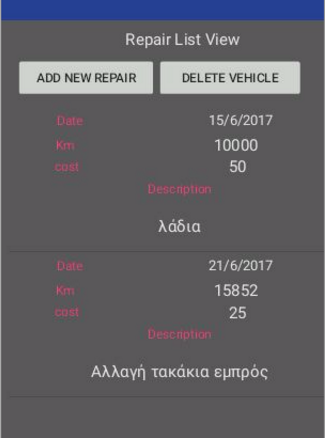 Repair List View
ADD NEW REPAIR DELETE VEHICLE
Date 15/6/2017
Km 10000
cost 50
Description
λάδια
Date 21/6/2017
Km 15852
cost 25
Description
Αλλαγή τακάκια εμπρός